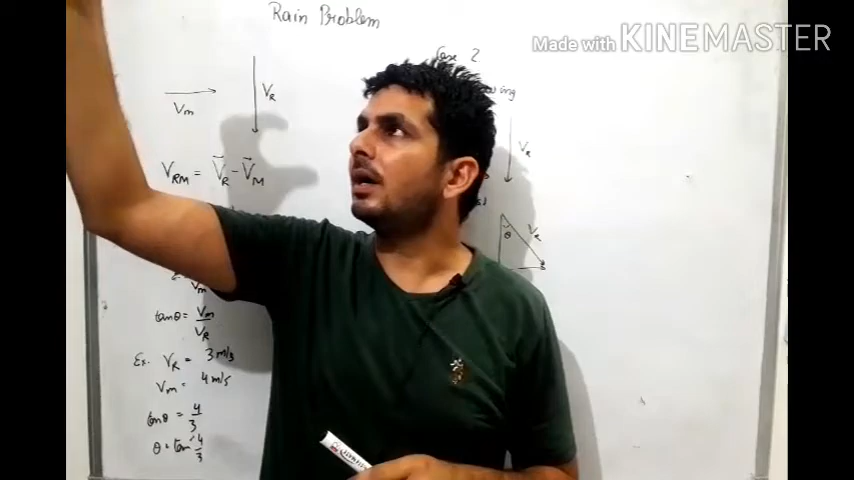 Rain Problem
Made with KINEMASTER
Case 2
Vm
VR
VR
VRM = V⃗R - V⃗M
VR
θ
Vm
tanθ = Vm/VR
Ex. VR = 3 m/s
Vm = 4 m/s
tanθ = 4/3
θ = tan⁻¹ 4/3